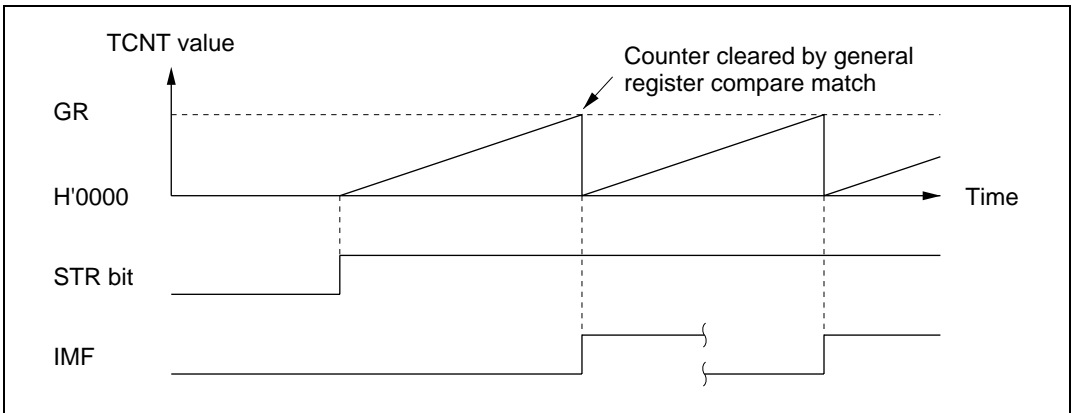 TCNT value
Counter cleared by general
register compare match
GR
H'0000
Time
STR bit
IMF